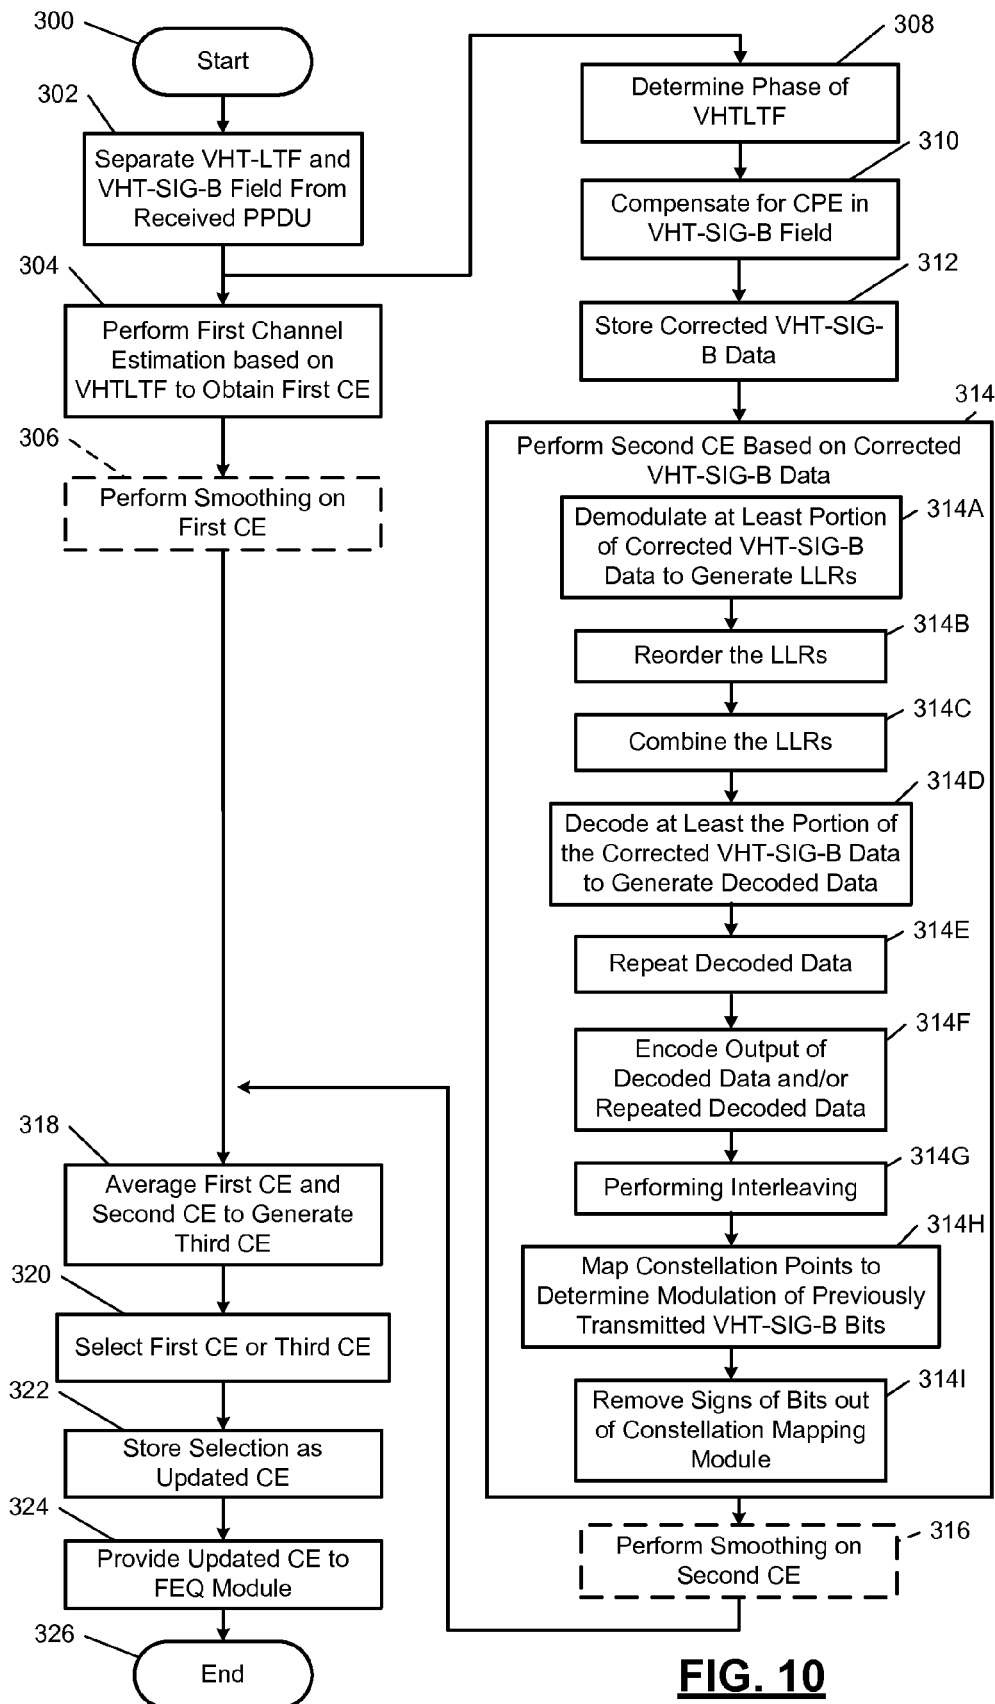 300
Start
302
Separate VHT-LTF and
VHT-SIG-B Field From
Received PPDU
304
Perform First Channel
Estimation based on
VHTLTF to Obtain First CE
306
Perform Smoothing on
First CE
308
Determine Phase of
VHTLTF
310
Compensate for CPE in
VHT-SIG-B Field
312
Store Corrected VHT-SIG-
B Data
314
Perform Second CE Based on Corrected
VHT-SIG-B Data
314A
Demodulate at Least Portion
of Corrected VHT-SIG-B
Data to Generate LLRs
314B
Reorder the LLRs
314C
Combine the LLRs
314D
Decode at Least the Portion of
the Corrected VHT-SIG-B Data
to Generate Decoded Data
314E
Repeat Decoded Data
314F
Encode Output of
Decoded Data and/or
Repeated Decoded Data
314G
Performing Interleaving
314H
Map Constellation Points to
Determine Modulation of Previously
Transmitted VHT-SIG-B Bits
314I
Remove Signs of Bits out
of Constellation Mapping
Module
316
Perform Smoothing on
Second CE
318
Average First CE and
Second CE to Generate
Third CE
320
Select First CE or Third CE
322
Store Selection as
Updated CE
324
Provide Updated CE to
FEQ Module
326
End
FIG. 10